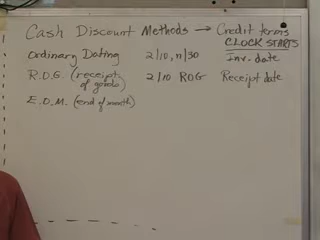 Cash Discount Methods → Credit terms
CLOCK STARTS
Ordinary Dating 2/10, n/30 Inv. date
R.O.G. (receipt of goods) 2/10 ROG Receipt date
E.O.M. (end of month)